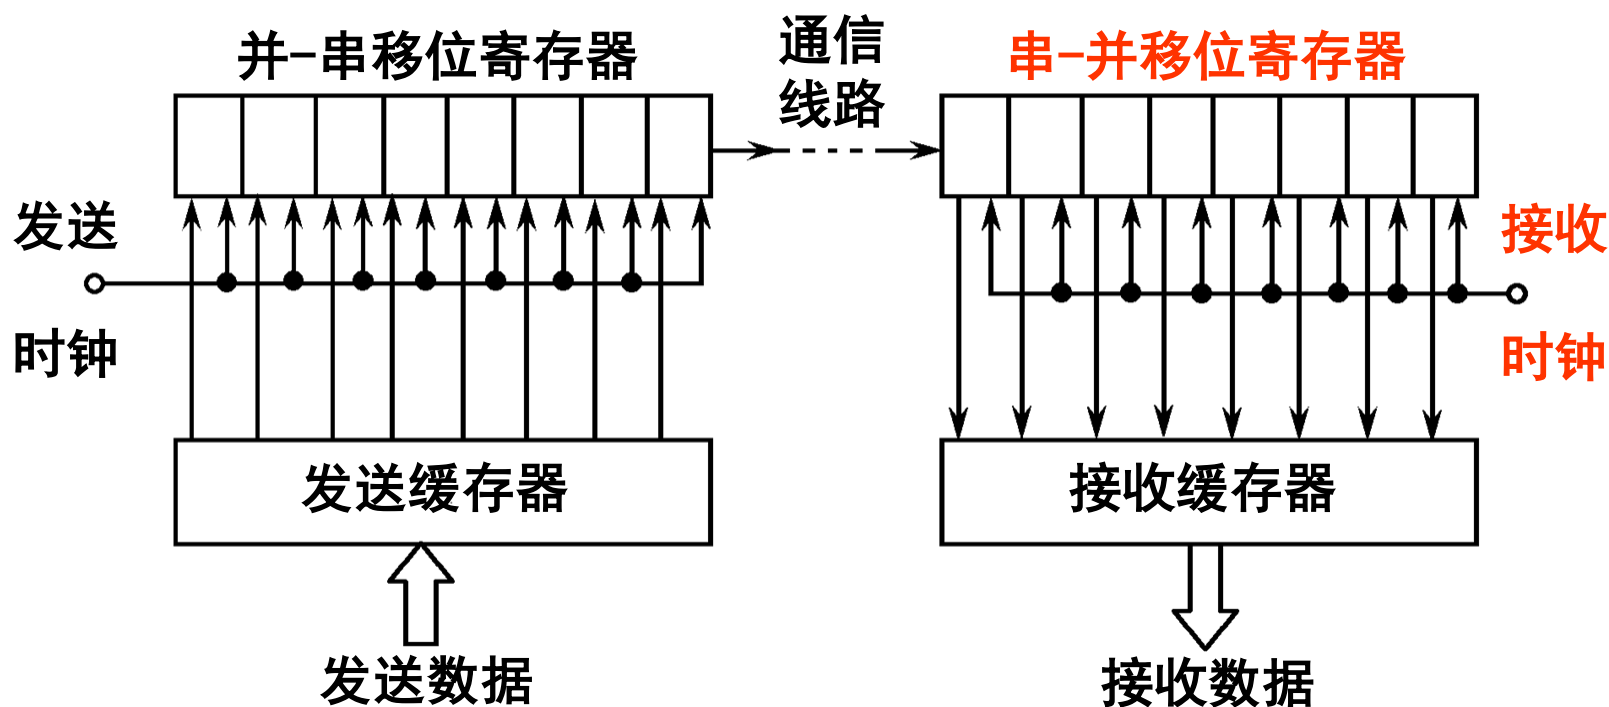 并-串移位寄存器
通信
线路
串-并移位寄存器
发送
时钟
接收
时钟
发送缓存器
接收缓存器
发送数据
接收数据